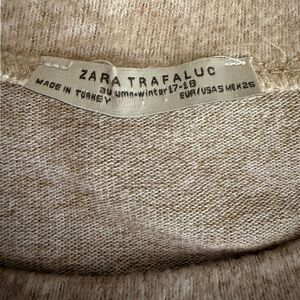 ZARA TRAFALUC
autumn-winter 17-18
MADE IN TURKEY
EUR/USA S MEX 26